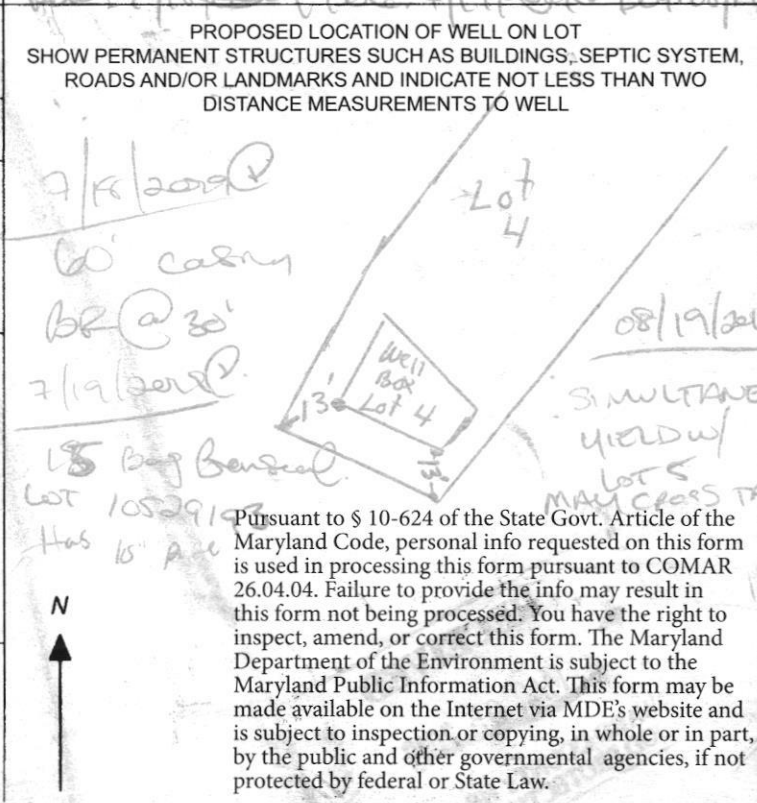 PROPOSED LOCATION OF WELL ON LOT
SHOW PERMANENT STRUCTURES SUCH AS BUILDINGS, SEPTIC SYSTEM,
ROADS AND/OR LANDMARKS AND INDICATE NOT LESS THAN TWO
DISTANCE MEASUREMENTS TO WELL
Lot
4
60' casing
BR @ 30'
08/19/20
Well
Box
Lot 4
13'
SIMULTANE
YIELD W/
LOT 5
MAY CROSS
Bag Benseal
LOT
Has
Pursuant to § 10-624 of the State Govt. Article of the
Maryland Code, personal info requested on this form
is used in processing this form pursuant to COMAR
26.04.04. Failure to provide the info may result in
this form not being processed. You have the right to
inspect, amend, or correct this form. The Maryland
Department of the Environment is subject to the
Maryland Public Information Act. This form may be
made available on the Internet via MDE's website and
is subject to inspection or copying, in whole or in part,
by the public and other governmental agencies, if not
protected by federal or State Law.
N